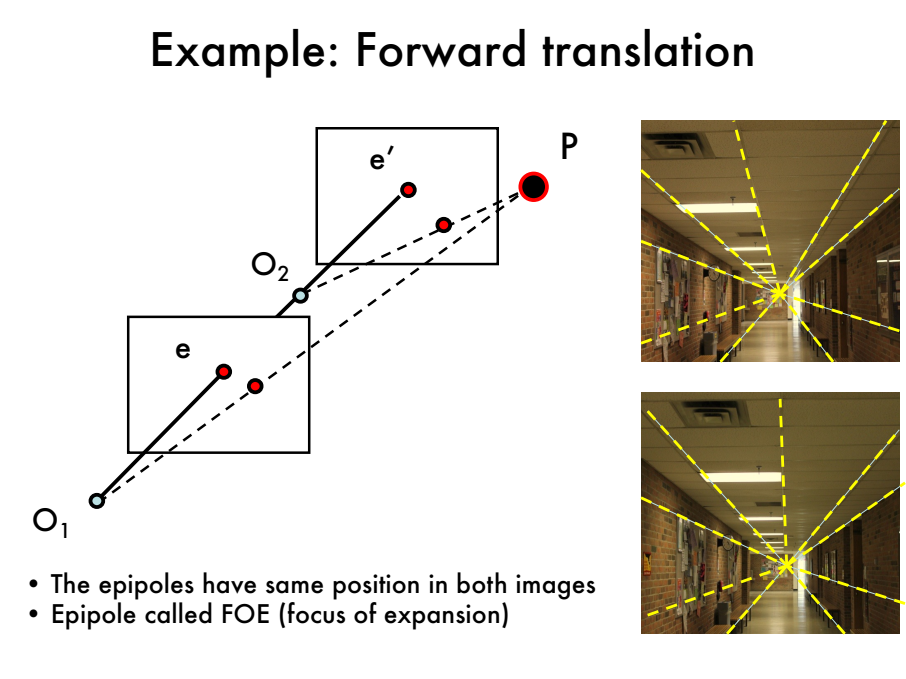 Example: Forward translation
P
e′
O₂
e
O₁
• The epipoles have same position in both images
• Epipole called FOE (focus of expansion)